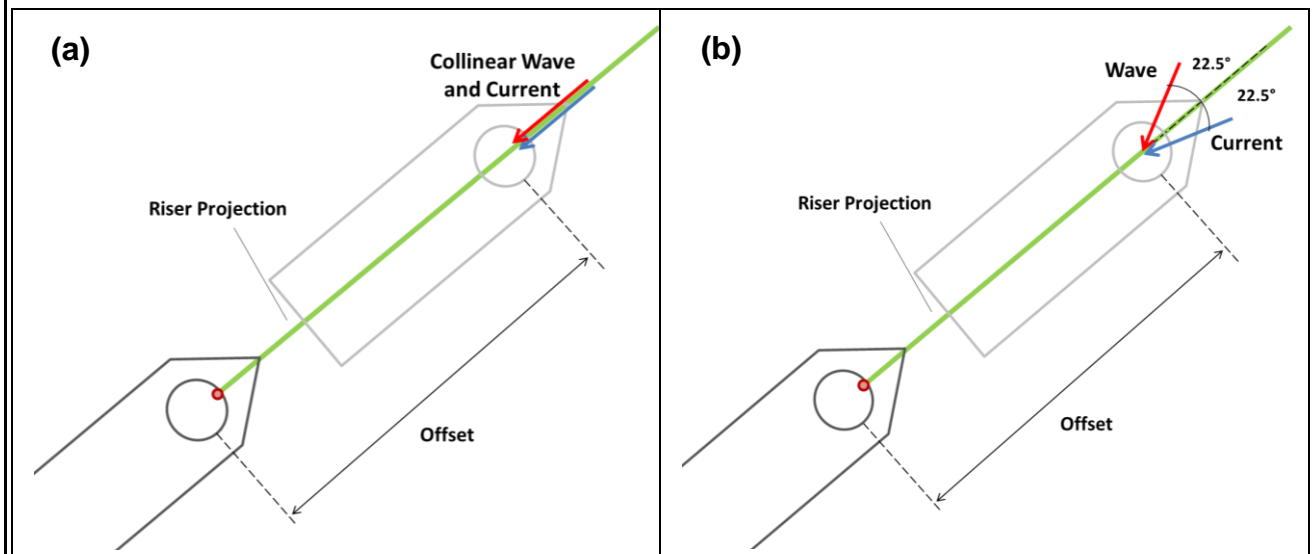 (a)
Collinear Wave
and Current
Riser Projection
Offset
(b)
Wave
22.5°
22.5°
Current
Riser Projection
Offset